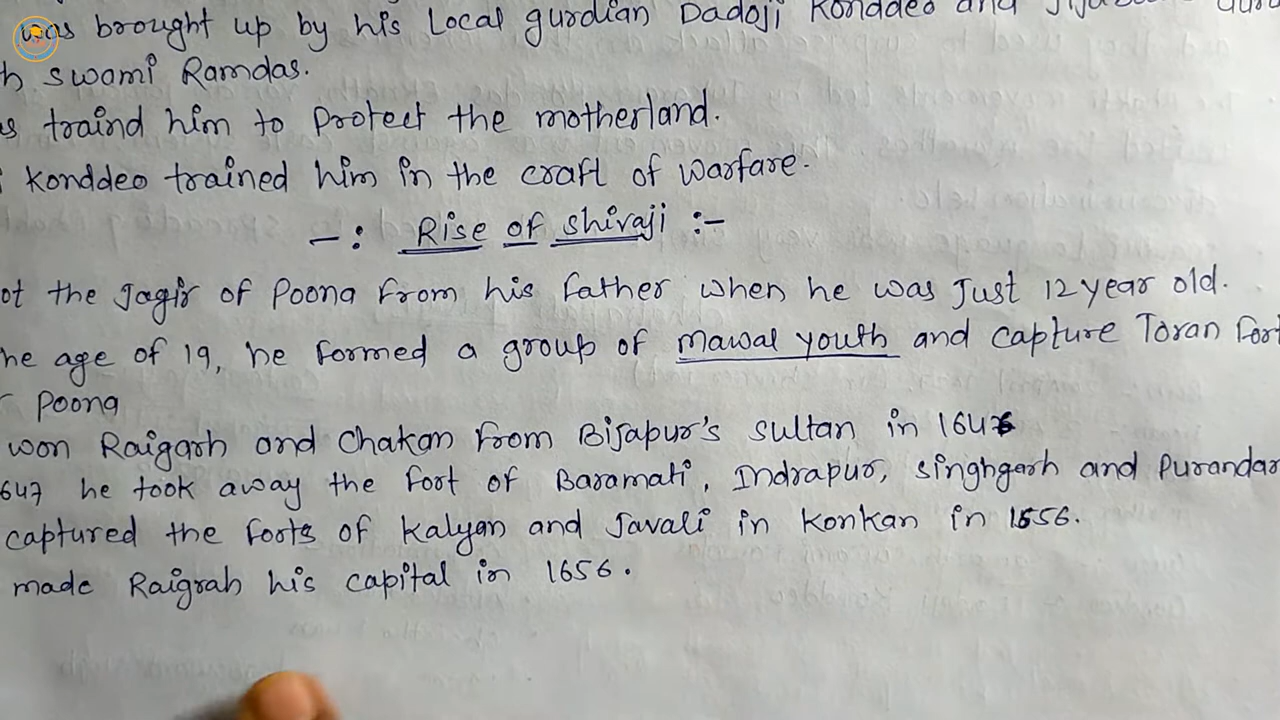 was brought up by his Local gurdian Dadoji Konddeo and
h swami Ramdas.
s traind him to Protect the motherland.
i Konddeo trained him in the craft of warfare.
-: Rise of shivaji :-
ot the Jagir of Poona from his father when he was Just 12 year old.
he age of 19, he formed a group of mawal youth and capture Toran Fort
r Poona
won Raigarh and Chakan from Bijapur's sultan in 1646
647 he took away the fort of Baramati, Indrapur, singhgarh and Purandar
captured the forts of Kalyan and Javali in Konkan in 1656.
made Raigrah his capital in 1656.